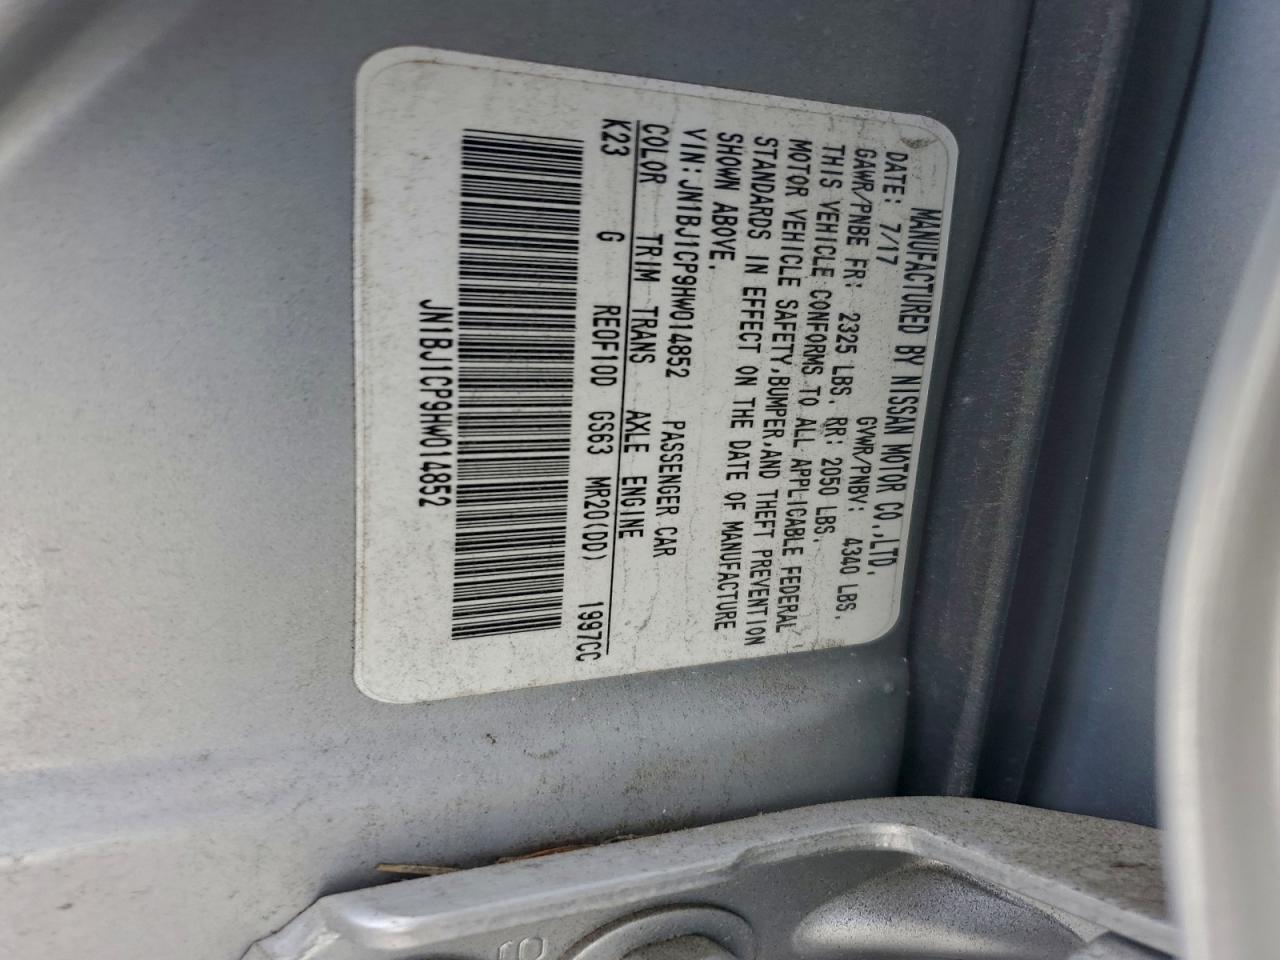 MANUFACTURED BY NISSAN MOTOR CO.,LTD.
DATE: 7/17 GVWR/PNBV: 4340 LBS.
GAWR/PNBE FR: 2325 LBS. RR: 2050 LBS.
THIS VEHICLE CONFORMS TO ALL APPLICABLE FEDERAL
MOTOR VEHICLE SAFETY,BUMPER,AND THEFT PREVENTION
STANDARDS IN EFFECT ON THE DATE OF MANUFACTURE
SHOWN ABOVE.
VIN:JN1BJ1CP9HW014852 PASSENGER CAR
COLOR TRIM TRANS AXLE ENGINE
K23 G RE0F10D GS63 MR20(DD) 1997CC
JN1BJ1CP9HW014852